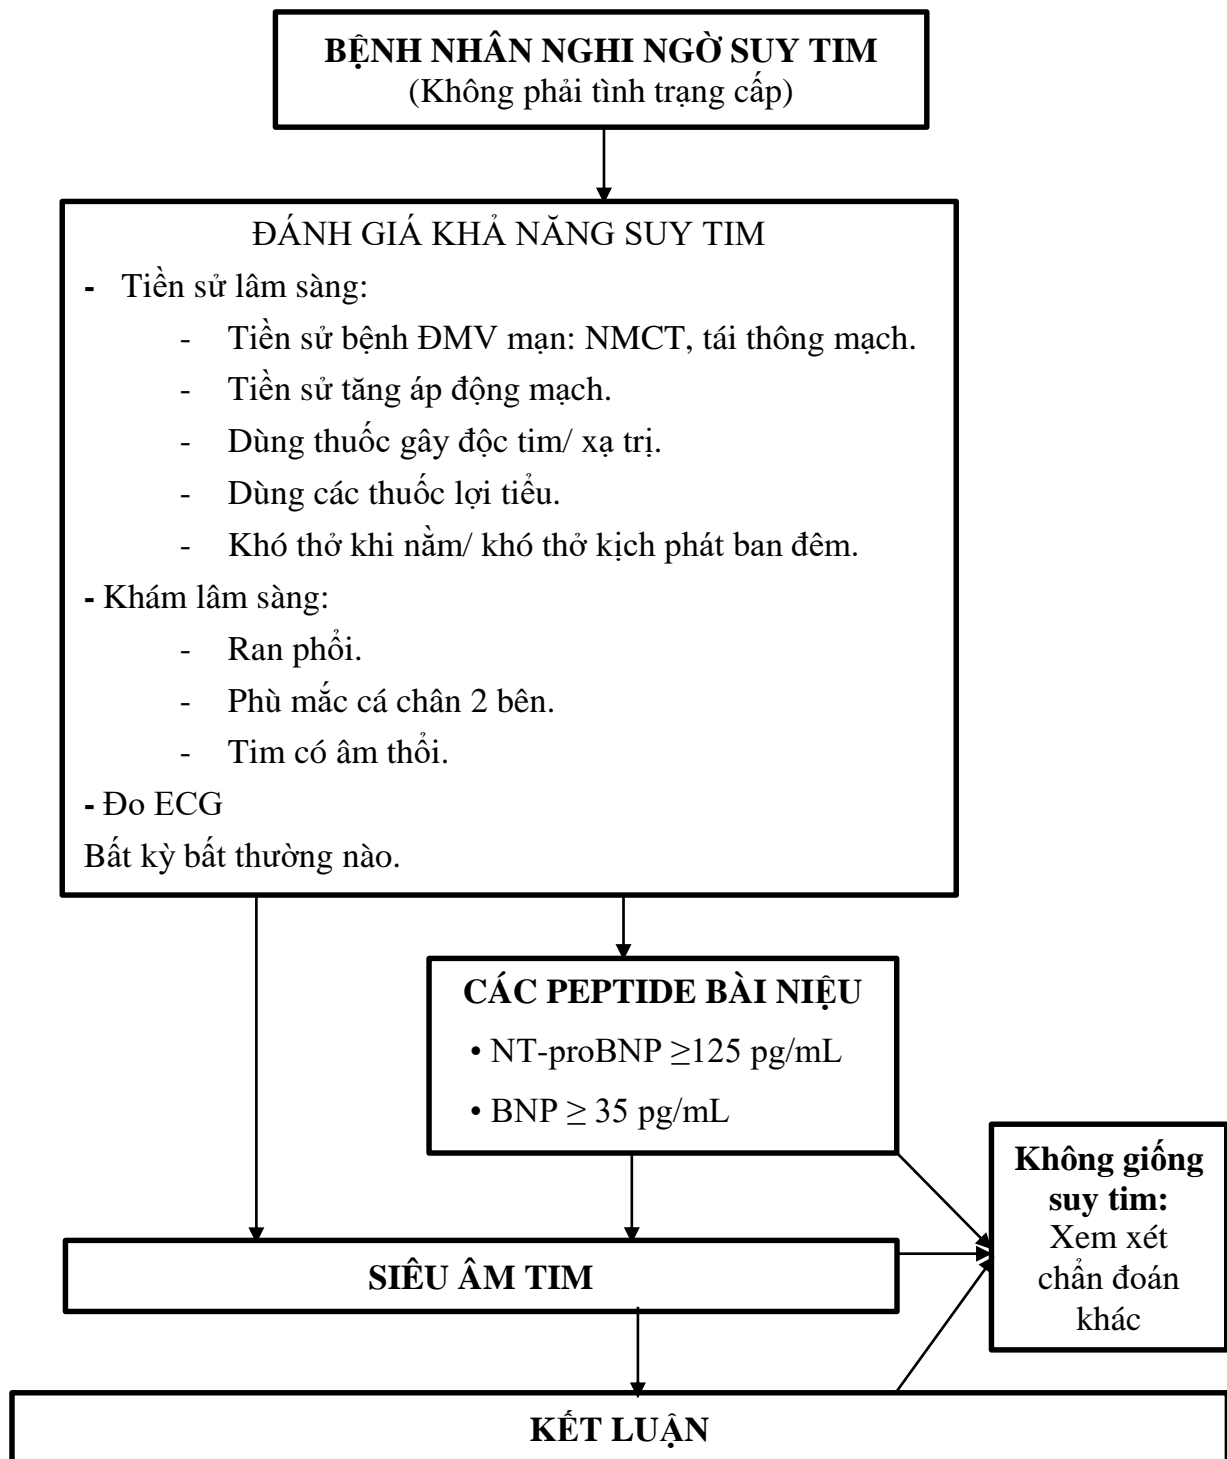 BỆNH NHÂN NGHI NGỜ SUY TIM
(Không phải tình trạng cấp)
ĐÁNH GIÁ KHẢ NĂNG SUY TIM
- Tiền sử lâm sàng:
- Tiền sử bệnh ĐMV mạn: NMCT, tái thông mạch.
- Tiền sử tăng áp động mạch.
- Dùng thuốc gây độc tim/ xạ trị.
- Dùng các thuốc lợi tiểu.
- Khó thở khi nằm/ khó thở kịch phát ban đêm.
- Khám lâm sàng:
- Ran phổi.
- Phù mắc cá chân 2 bên.
- Tim có âm thổi.
- Đo ECG
Bất kỳ bất thường nào.
CÁC PEPTIDE BÀI NIỆU
• NT-proBNP ≥125 pg/mL
• BNP ≥ 35 pg/mL
Không giống
suy tim:
Xem xét
chẩn đoán
khác
SIÊU ÂM TIM
KẾT LUẬN